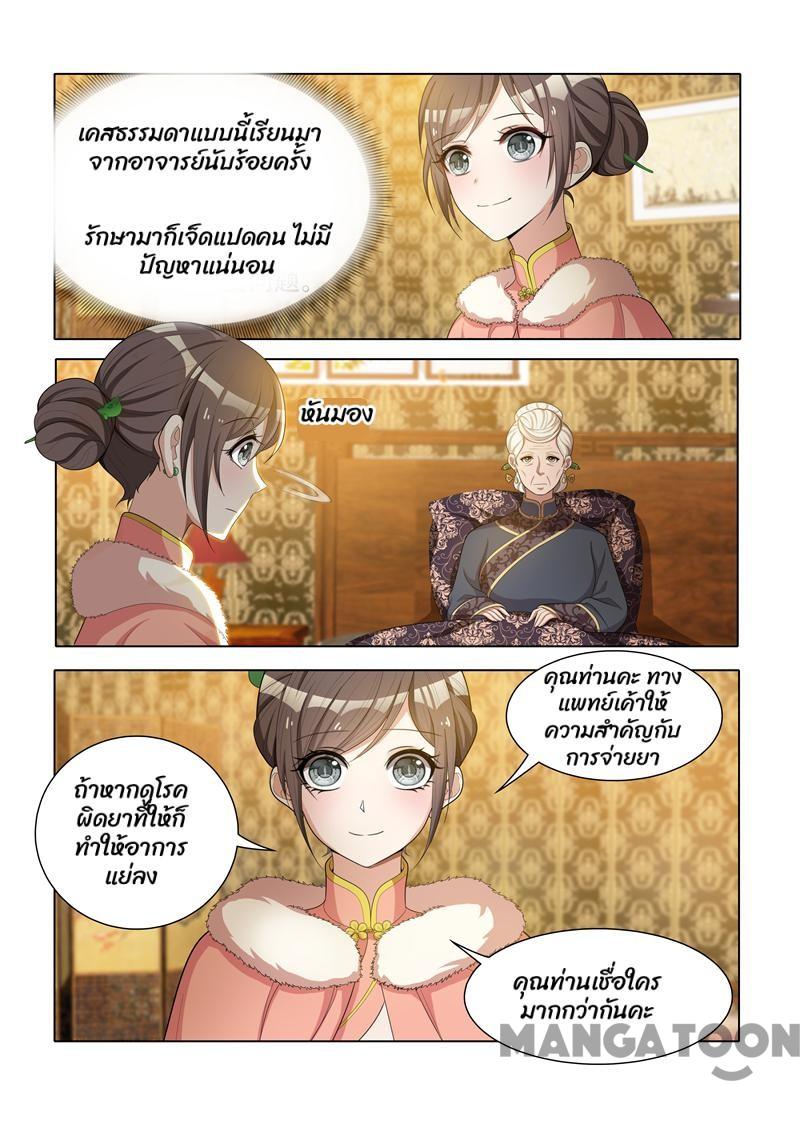 เคสธรรมดาแบบนี้เรียนมา
จากอาจารย์นับร้อยครั้ง
รักษามาก็เจ็ดแปดคน ไม่มี
ปัญหาแน่นอน
หันมอง
คุณท่านคะ ทาง
แพทย์เค้าให้
ความสำคัญกับ
การจ่ายยา
ถ้าหากดูโรค
ผิดยาที่ให้ก็
ทำให้อาการ
แย่ลง
คุณท่านเชื่อใคร
มากกว่ากันคะ
MANGATOON